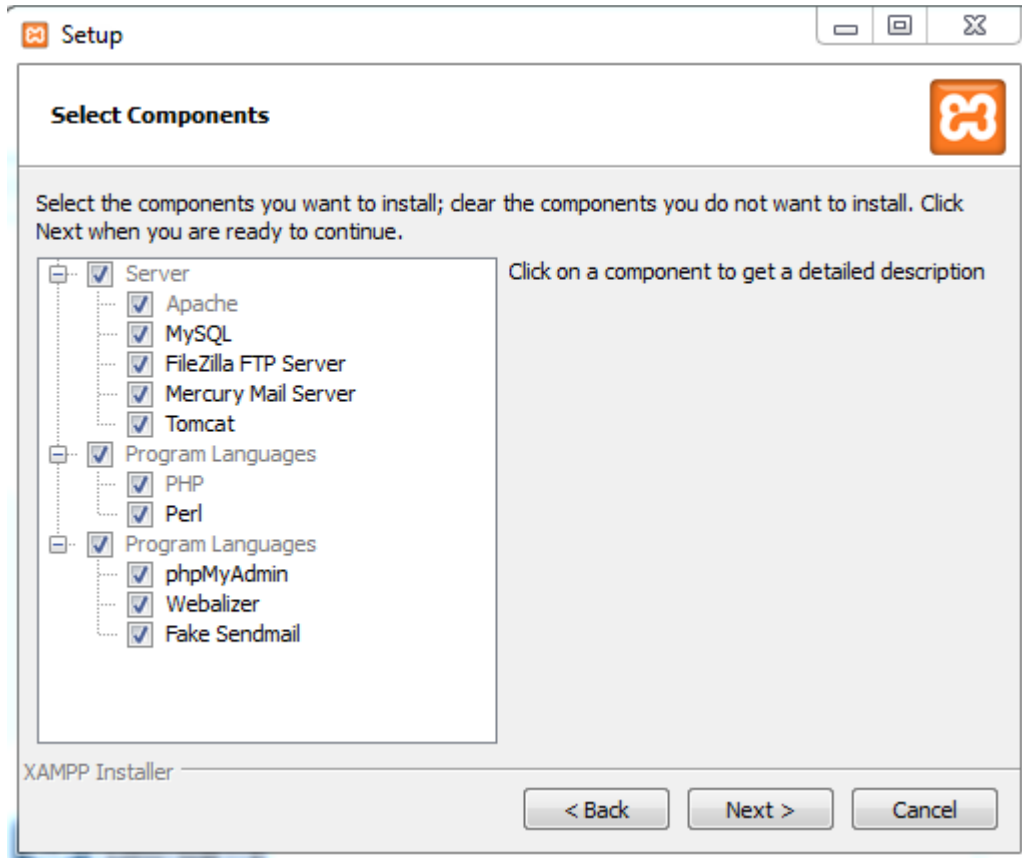 Setup
Select Components
Select the components you want to install; clear the components you do not want to install. Click
Next when you are ready to continue.
Server
Apache
MySQL
FileZilla FTP Server
Mercury Mail Server
Tomcat
Program Languages
PHP
Perl
Program Languages
phpMyAdmin
Webalizer
Fake Sendmail
Click on a component to get a detailed description
XAMPP Installer
< Back
Next >
Cancel